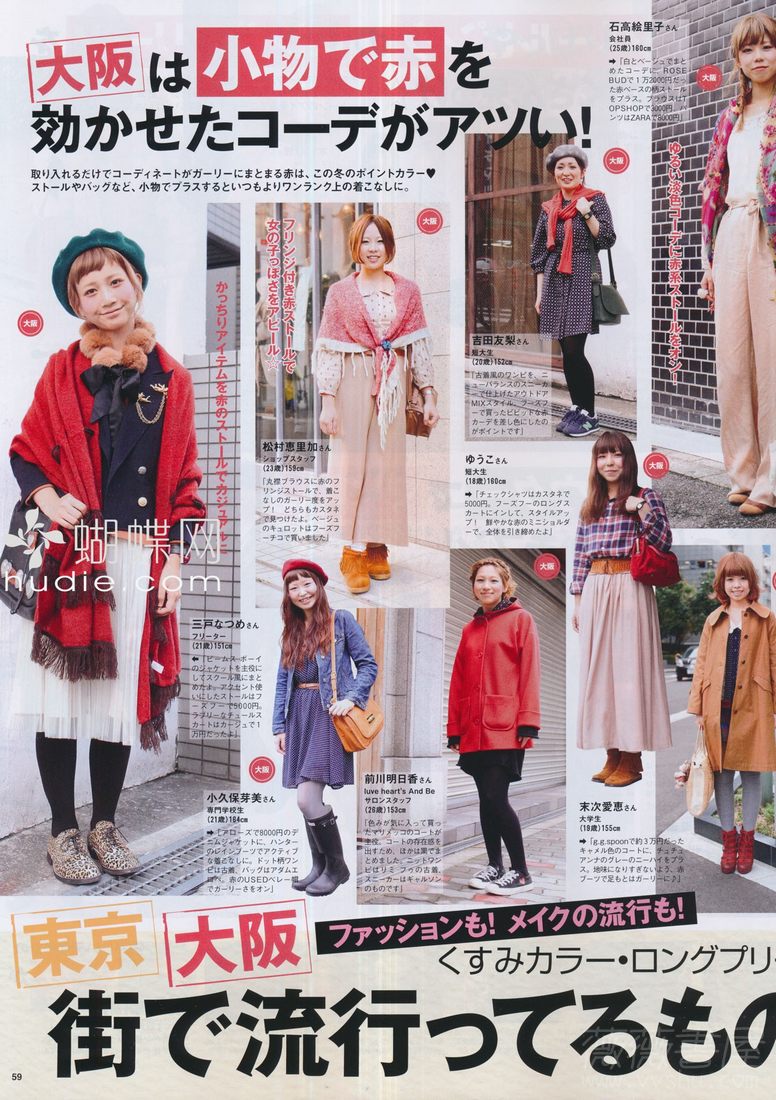 大阪は小物で赤を
効かせたコーデがアツい!
取り入れるだけでコーディネートがガーリーにまとまる赤は、この冬のポイントカラー♥
ストールやバッグなど、小物でプラスするといつもよりワンランク上の着こなしに。
石高絵里子さん
会社員
(25歳)160cm
➡「白とベージュでまと
めたコーデに、ROSE
BUDで1万2000円だっ
た赤ベースの柄ストール
をプラス。ブラウスはT
OPSHOPで3000円、パ
ンツはZARAで8000円」
大阪
ゆるい淡色コーデに赤系ストールをオン!
大阪
吉田友梨さん
短大生
(20歳)152cm
「古着風のワンピを、ニ
ューバランスのスニーカ
ーで仕上げたアウトドア
MIXスタイル。フーズフー
で買ったビビッドな赤
カーデを差し色にしたの
がポイントです」
大阪
フリンジ付き赤ストールで
女の子っぽさをアピール☆
松村恵里加さん
ショップスタッフ
(23歳)159cm
「丸襟ブラウスに赤のフ
リンジストールで、着こ
なしのガーリー度をアッ
プ! どちらもカスタネ
で見つけたよ。ベージュ
のキュロットはフーズフ
ーチコで買いました」
大阪
かっちりアイテムを赤のストールでカジュアルに
三戸なつめさん
フリーター
(21歳)151cm
➡「ビームス ボーイ
のジャケットを主役に
してスクール風にまと
めたよ。アクセント使
いにしたストールはフ
ーズ フーで5000円。
ラブリーなチュールス
カートはカージュで1
万円だったよ」
ゆうこさん
短大生
(18歳)160cm
「チェックシャツはカスタネで
5000円。フーズフーのロングス
カートにインして、スタイルアッ
プ! 鮮やかな赤のミニショルダ
ーで、全体を引き締めたよ」
大阪
大阪
小久保芽美さん
専門学校生
(21歳)164cm
➡「アローズで8000円のデ
ニムジャケットに、ハンター
のレインブーツでアクティブ
な着こなしに。ドット柄ワン
ピは古着、バッグはアダムエ
ロペ。赤のUSEDベレー帽
でガーリーさをオン」
大阪
前川明日香さん
luve heart's And Be
サロンスタッフ
(26歳)153cm
「色みが気に入って買っ
たマリメッコのコートが
主役。コートの存在感を
出すため、ほかは黒でま
とめました。ニットワン
ピはリミ フゥの古着、
スニーカーはギャルソン
のものです」
末次愛恵さん
大学生
(18歳)155cm
➡「g.g.spoonで約3万円だった
キャメル色のコートに、チュチュ
アンナのグレーのニーハイをプ
ラス。地味になりすぎないよう、赤
ブーツで足もとはガーリーに♪」
蝴蝶网
hudie.com
東京 大阪 ファッションも! メイクの流行も!
くすみカラー・ロングプリー
街で流行ってるもの
59